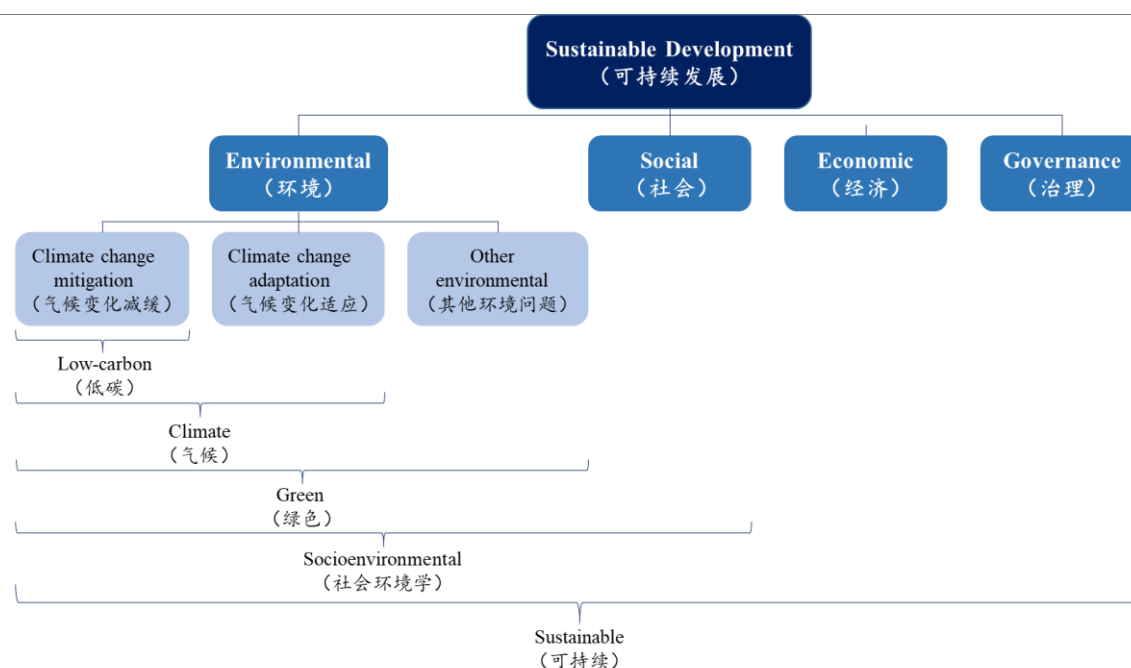 Sustainable Development
（可持续发展）
Environmental
（环境）
Social
（社会）
Economic
（经济）
Governance
（治理）
Climate change
mitigation
（气候变化减缓）
Climate change
adaptation
（气候变化适应）
Other
environmental
（其他环境问题）
Low-carbon
（低碳）
Climate
（气候）
Green
（绿色）
Socioenvironmental
（社会环境学）
Sustainable
（可持续）